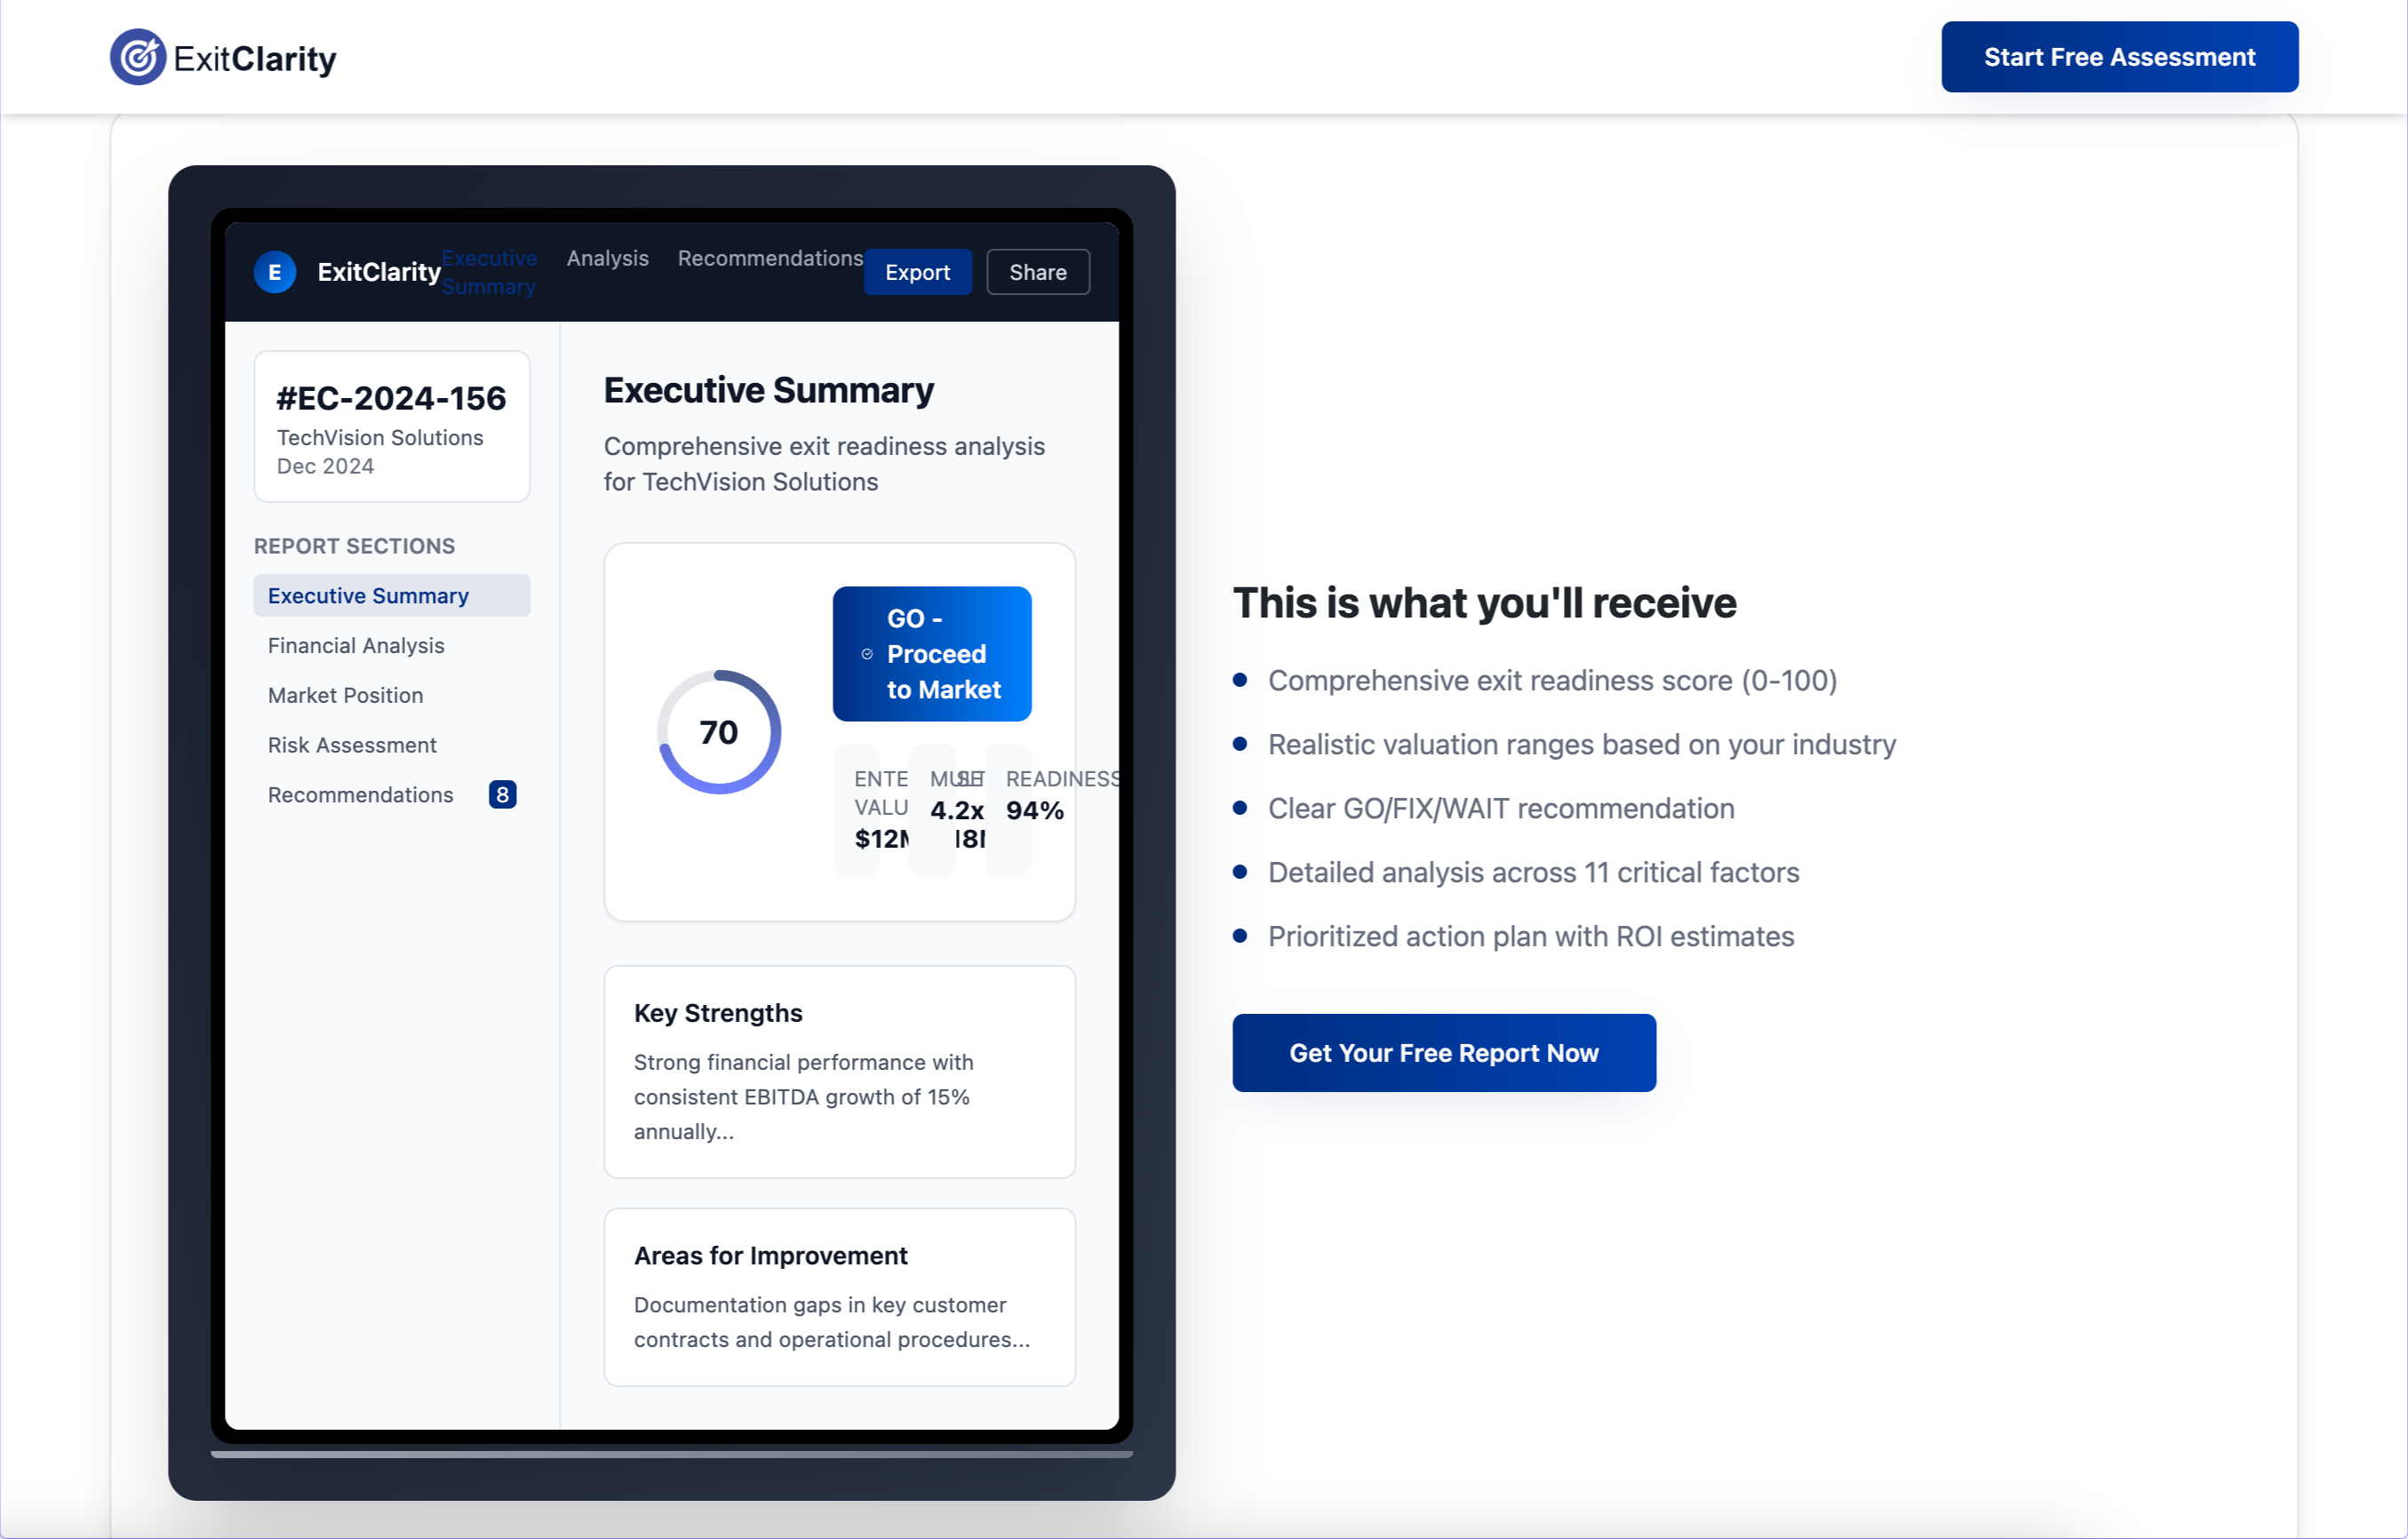 ExitClarity
Start Free Assessment
E
ExitClarity
Executive
Summary
Analysis
Recommendations
Export
Share
#EC-2024-156
TechVision Solutions
Dec 2024
REPORT SECTIONS
Executive Summary
Financial Analysis
Market Position
Risk Assessment
Recommendations
8
Executive Summary
Comprehensive exit readiness analysis
for TechVision Solutions
70
GO -
Proceed
to Market
4.2x
READINESS
94%
Key Strengths
Strong financial performance with
consistent EBITDA growth of 15%
annually...
Areas for Improvement
Documentation gaps in key customer
contracts and operational procedures...
This is what you'll receive
Comprehensive exit readiness score (0-100)
Realistic valuation ranges based on your industry
Clear GO/FIX/WAIT recommendation
Detailed analysis across 11 critical factors
Prioritized action plan with ROI estimates
Get Your Free Report Now